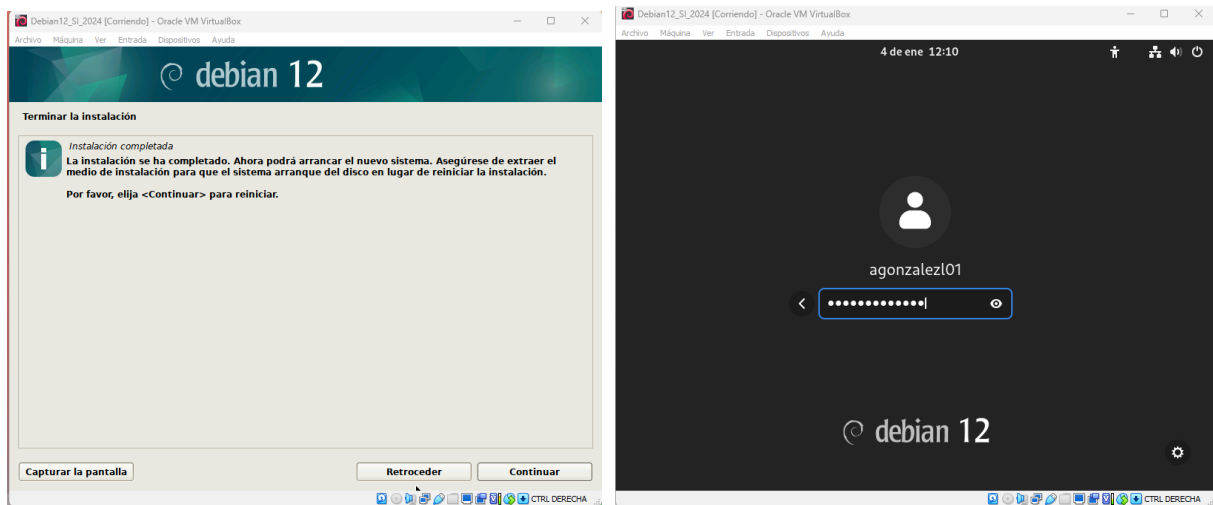 Debian12_SI_2024 [Corriendo] - Oracle VM VirtualBox
Archivo Máquina Ver Entrada Dispositivos Ayuda
debian 12
Terminar la instalación
Instalación completada
La instalación se ha completado. Ahora podrá arrancar el nuevo sistema. Asegúrese de extraer el
medio de instalación para que el sistema arranque del disco en lugar de reiniciar la instalación.
Por favor, elija <Continuar> para reiniciar.
Capturar la pantalla
Retroceder
Continuar
CTRL DERECHA
Debian12_SI_2024 [Corriendo] - Oracle VM VirtualBox
Archivo Máquina Ver Entrada Dispositivos Ayuda
4 de ene 12:10
agonzalezl01
debian 12
CTRL DERECHA